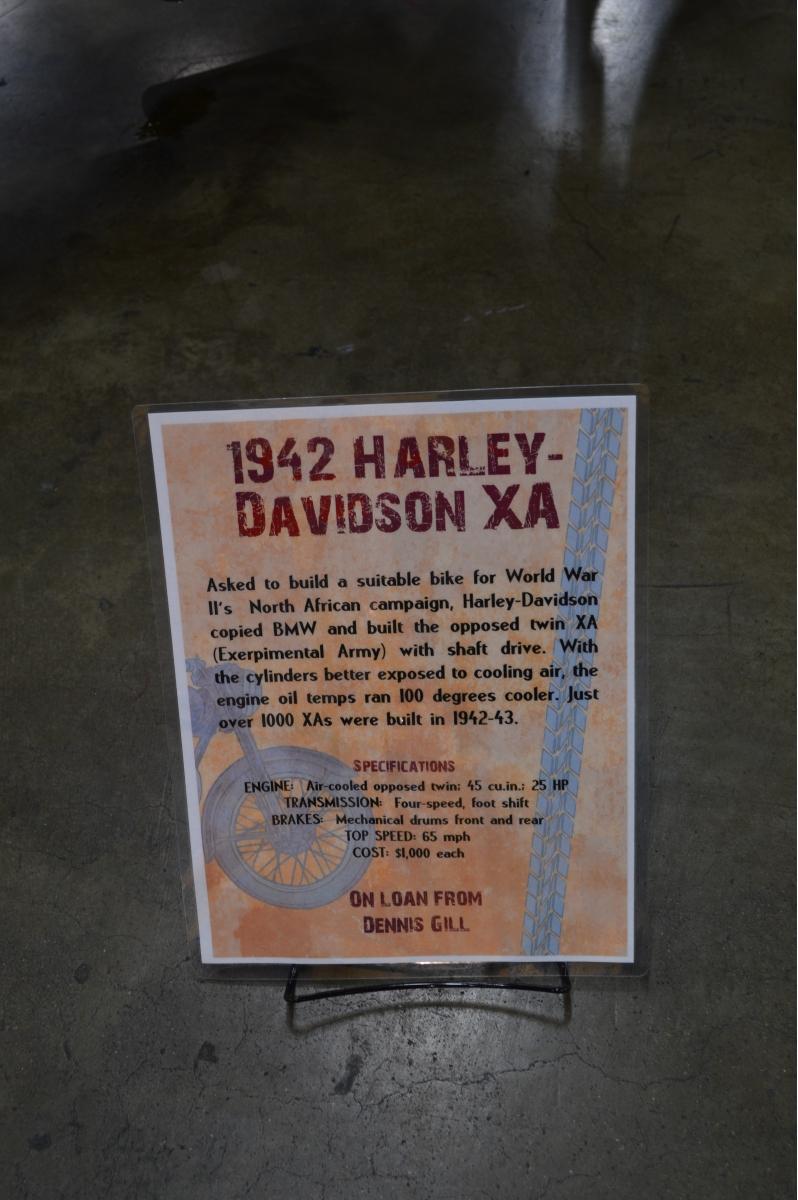 1942 HARLEY-
DAVIDSON XA
Asked to build a suitable bike for World War
II's North African campaign, Harley-Davidson
copied BMW and built the opposed twin XA
(Exerpimental Army) with shaft drive. With
the cylinders better exposed to cooling air, the
engine oil temps ran 100 degrees cooler. Just
over 1000 XAs were built in 1942-43.
SPECIFICATIONS
ENGINE: Air-cooled opposed twin; 45 cu.in.; 25 HP
TRANSMISSION: Four-speed, foot shift
BRAKES: Mechanical drums front and rear
TOP SPEED: 65 mph
COST: $1,000 each
ON LOAN FROM
DENNIS GILL